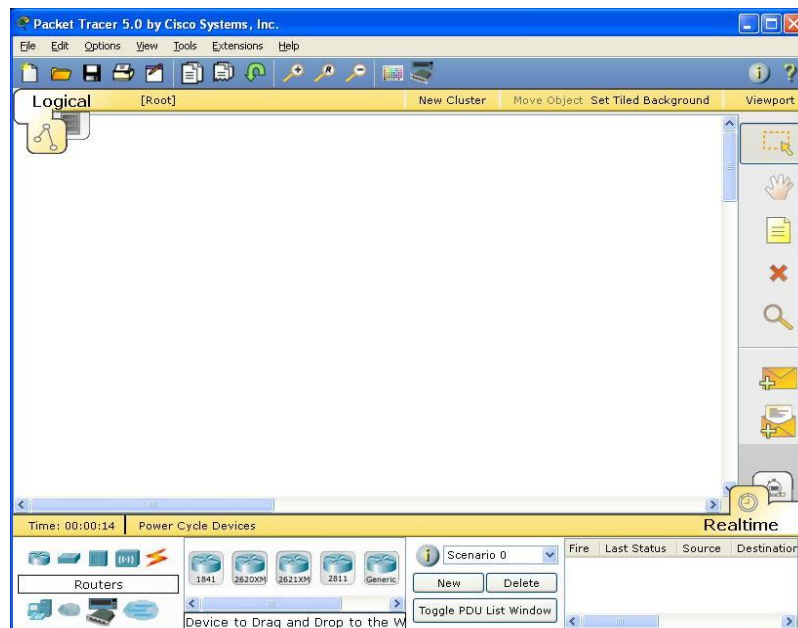 Packet Tracer 5.0 by Cisco Systems, Inc.
File Edit Options View Tools Extensions Help
Logical [Root] New Cluster Move Object Set Tiled Background Viewport
Time: 00:00:14 Power Cycle Devices Realtime
Routers
1841 2620XM 2621XM 2811 Generic
Device to Drag and Drop to the W
Scenario 0
New Delete
Toggle PDU List Window
Fire Last Status Source Destination